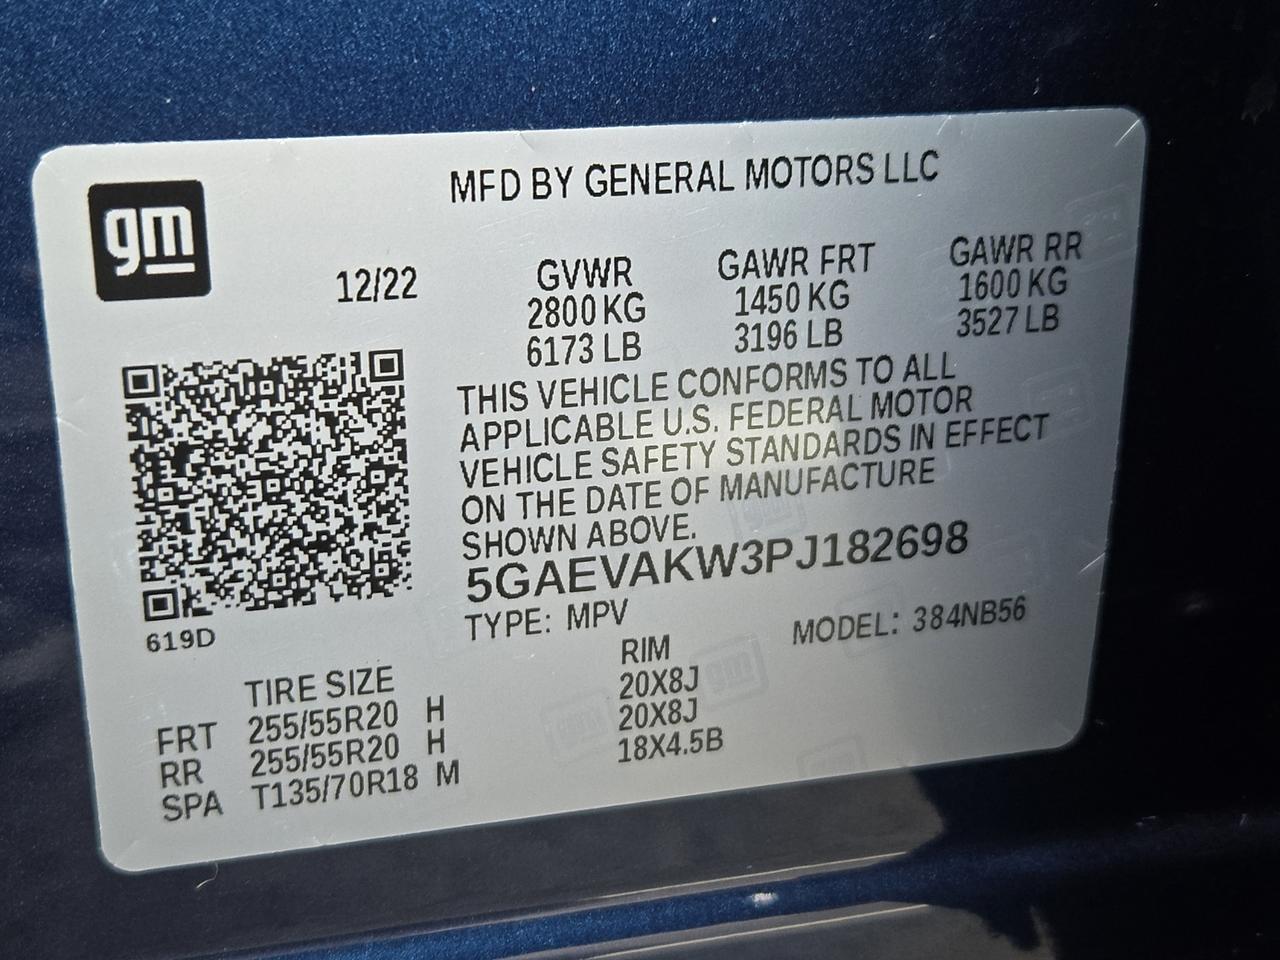 gm
MFD BY GENERAL MOTORS LLC
12/22
GVWR GAWR FRT GAWR RR
2800 KG 1450 KG 1600 KG
6173 LB 3196 LB 3527 LB
THIS VEHICLE CONFORMS TO ALL
APPLICABLE U.S. FEDERAL MOTOR
VEHICLE SAFETY STANDARDS IN EFFECT
ON THE DATE OF MANUFACTURE
SHOWN ABOVE.
5GAEVAKW3PJ182698
619D
TYPE: MPV MODEL: 384NB56
TIRE SIZE RIM
FRT 255/55R20 H 20X8J
RR 255/55R20 H 20X8J
SPA T135/70R18 M 18X4.5B